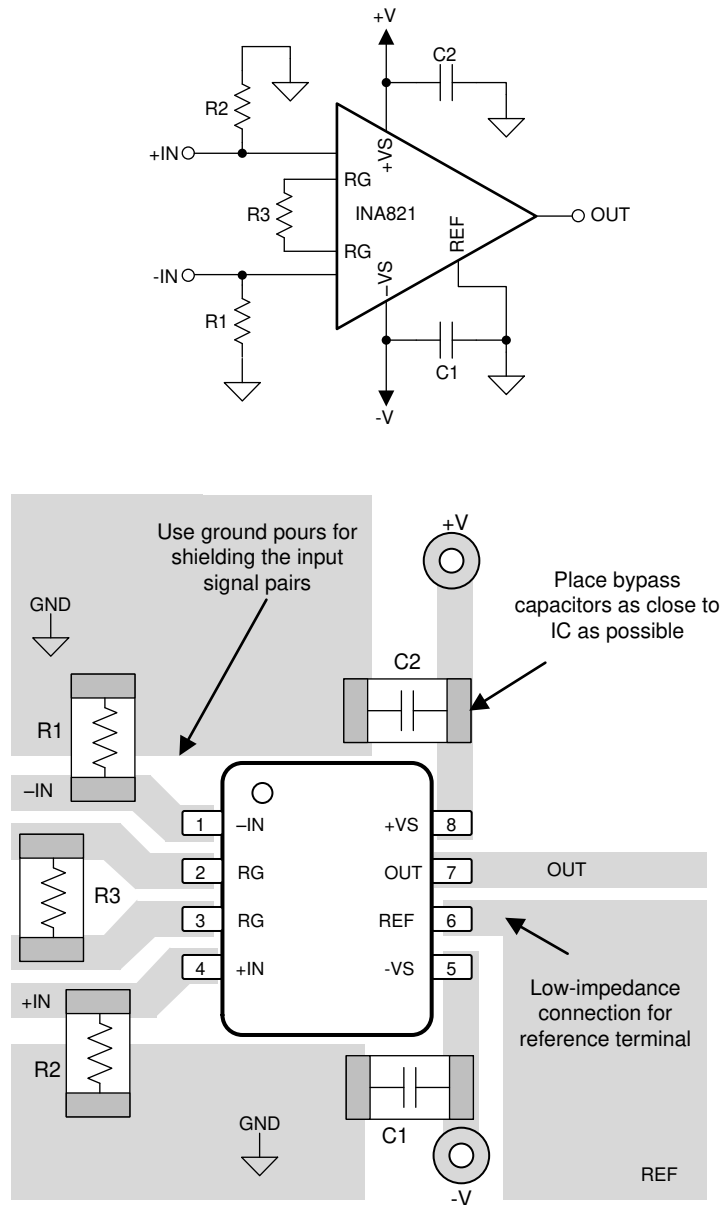 +V
C2
R2
+IN
+VS
RG
R3
INA821
OUT
REF
RG
-IN
–VS
R1
C1
-V
Use ground pours for
shielding the input
signal pairs
+V
Place bypass
capacitors as close to
IC as possible
GND
C2
R1
–IN
1 –IN
+VS 8
2 RG
OUT 7
OUT
R3
3 RG
REF 6
4 +IN
-VS 5
+IN
Low-impedance
connection for
reference terminal
R2
GND
C1
REF
-V